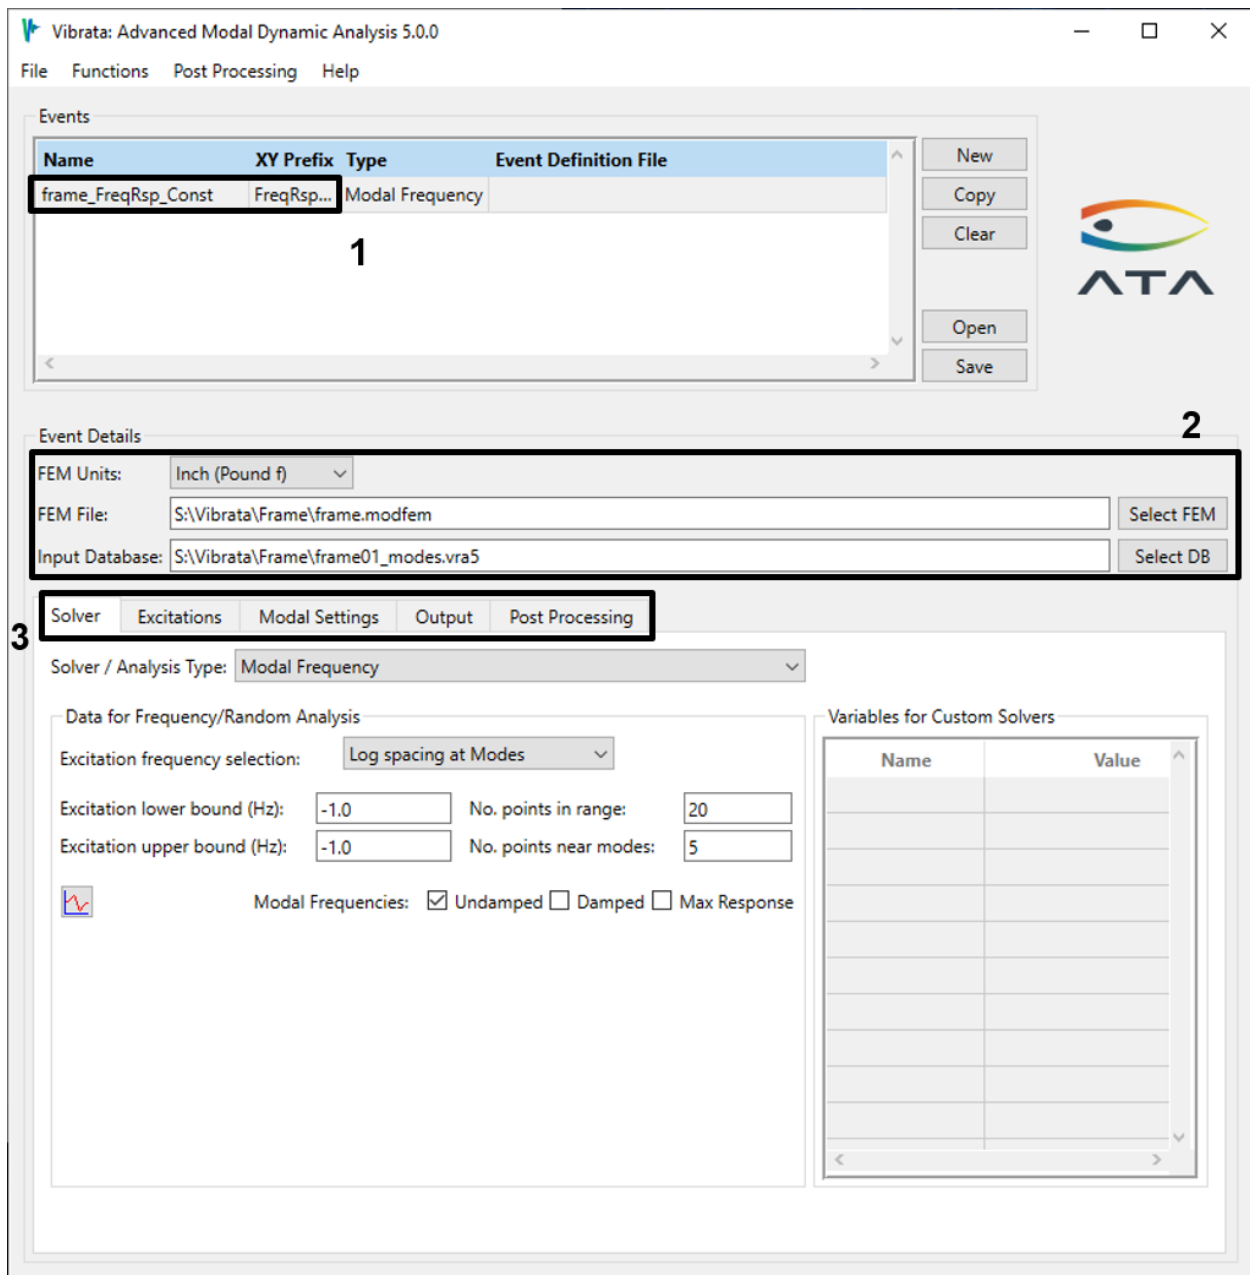 Vibrata: Advanced Modal Dynamic Analysis 5.0.0
File Functions Post Processing Help
Events
Name XY Prefix Type Event Definition File
frame_FreqRsp_Const FreqRsp... Modal Frequency
New
Copy
Clear
Open
Save
ATA
1
2
Event Details
FEM Units: Inch (Pound f)
FEM File: S:\Vibrata\Frame\frame.modfem Select FEM
Input Database: S:\Vibrata\Frame\frame01_modes.vra5 Select DB
3
Solver Excitations Modal Settings Output Post Processing
Solver / Analysis Type: Modal Frequency
Data for Frequency/Random Analysis
Excitation frequency selection: Log spacing at Modes
Excitation lower bound (Hz): -1.0 No. points in range: 20
Excitation upper bound (Hz): -1.0 No. points near modes: 5
Modal Frequencies: Undamped Damped Max Response
Variables for Custom Solvers
Name Value